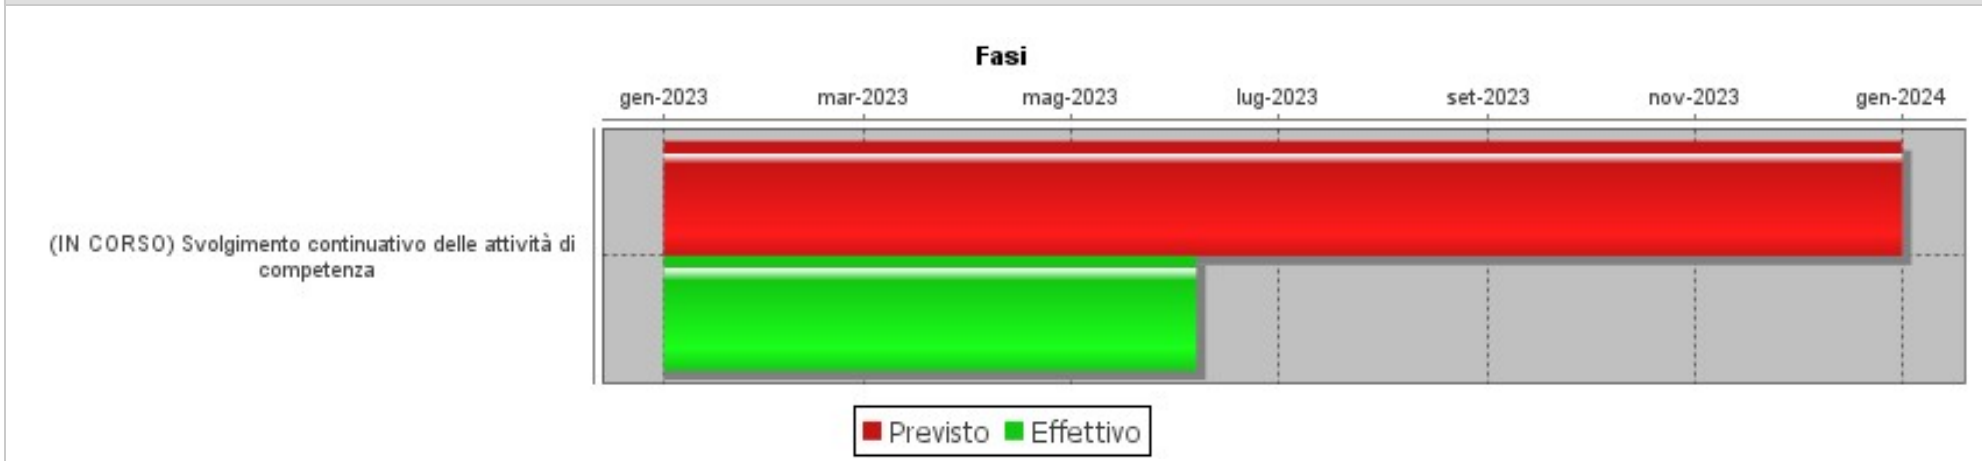 Fasi
gen-2023 mar-2023 mag-2023 lug-2023 set-2023 nov-2023 gen-2024
(IN CORSO) Svolgimento continuativo delle attività di
competenza
Previsto Effettivo